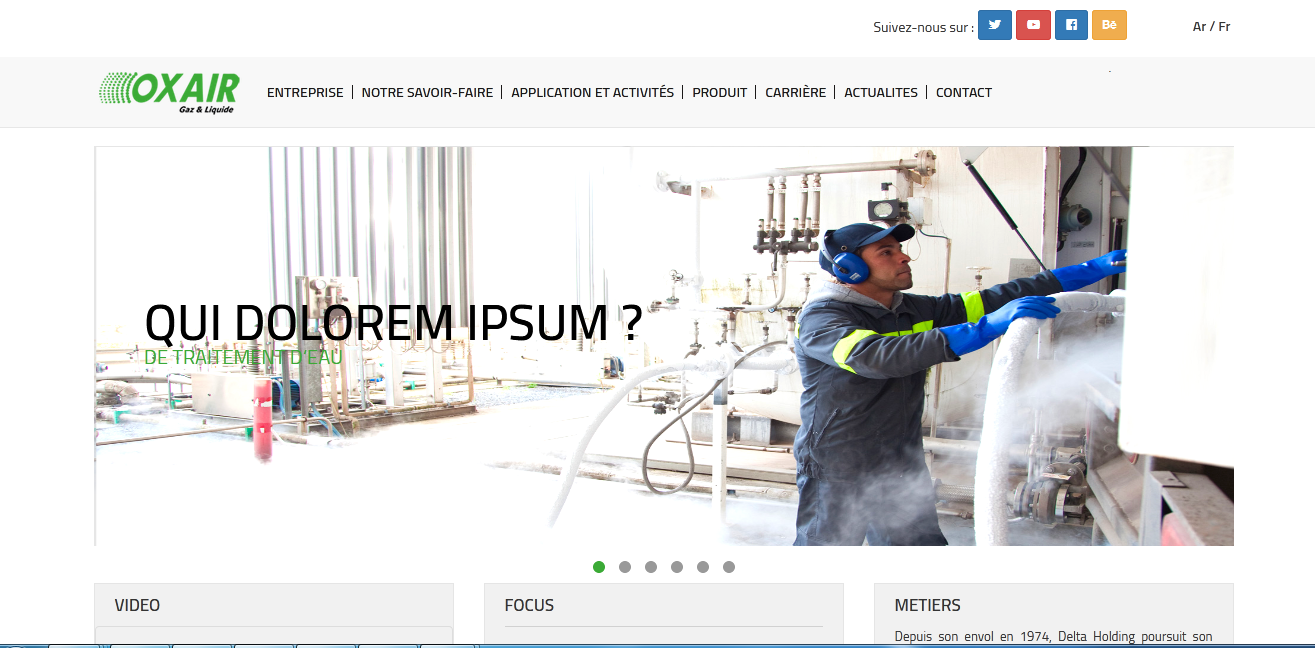 Suivez-nous sur :
Bē
Ar / Fr
OXAIR
Gaz & Liquide
ENTREPRISE | NOTRE SAVOIR-FAIRE | APPLICATION ET ACTIVITÉS | PRODUIT | CARRIÈRE | ACTUALITES | CONTACT
QUI DOLOREM IPSUM ?
DE TRAITEMENT D'EAU
VIDEO
FOCUS
METIERS
Depuis son envol en 1974, Delta Holding poursuit son